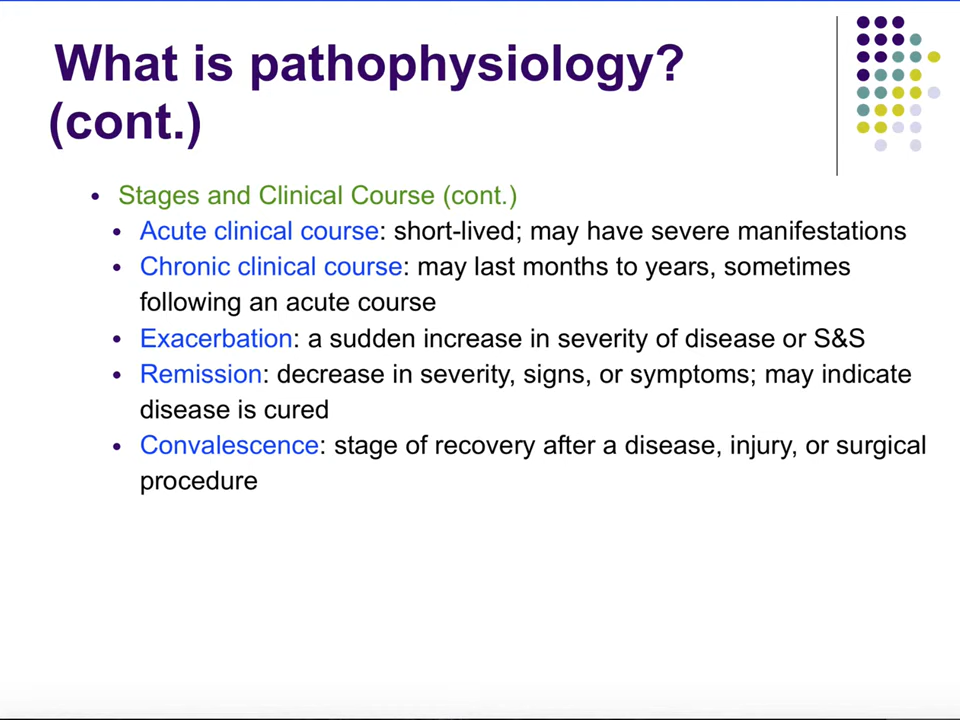 What is pathophysiology?
(cont.)
• Stages and Clinical Course (cont.)
• Acute clinical course: short-lived; may have severe manifestations
• Chronic clinical course: may last months to years, sometimes
following an acute course
• Exacerbation: a sudden increase in severity of disease or S&S
• Remission: decrease in severity, signs, or symptoms; may indicate
disease is cured
• Convalescence: stage of recovery after a disease, injury, or surgical
procedure